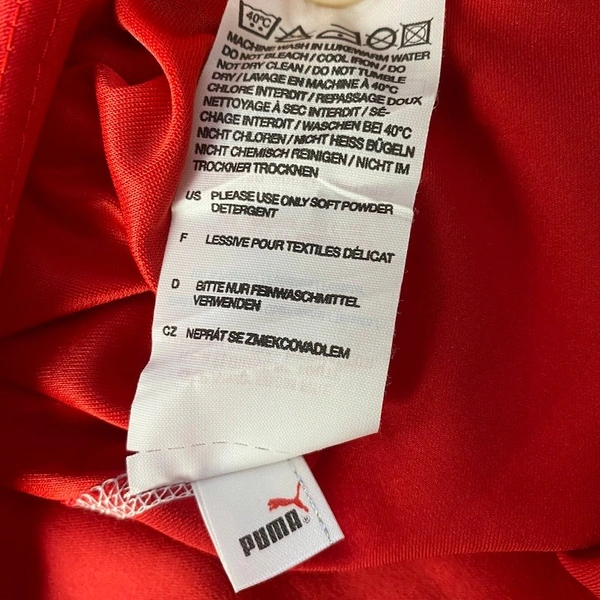 40°C
MACHINE WASH IN LUKEWARM WATER
DO NOT BLEACH / COOL IRON / DO
NOT DRY CLEAN / DO NOT TUMBLE
DRY / LAVAGE EN MACHINE À 40°C
CHLORE INTERDIT / REPASSAGE DOUX
NETTOYAGE À SEC INTERDIT / SÉ-
CHAGE INTERDIT / WASCHEN BEI 40°C
NICHT CHLOREN / NICHT HEISS BÜGELN
NICHT CHEMISCH REINIGEN / NICHT IM
TROCKNER TROCKNEN
US PLEASE USE ONLY SOFT POWDER
DETERGENT
F LESSIVE POUR TEXTILES DÉLICAT
D BITTE NUR FEINWASCHMITTEL
VERWENDEN
CZ NEPRÁT SE ZMEKCOVADLEM
PUMA®